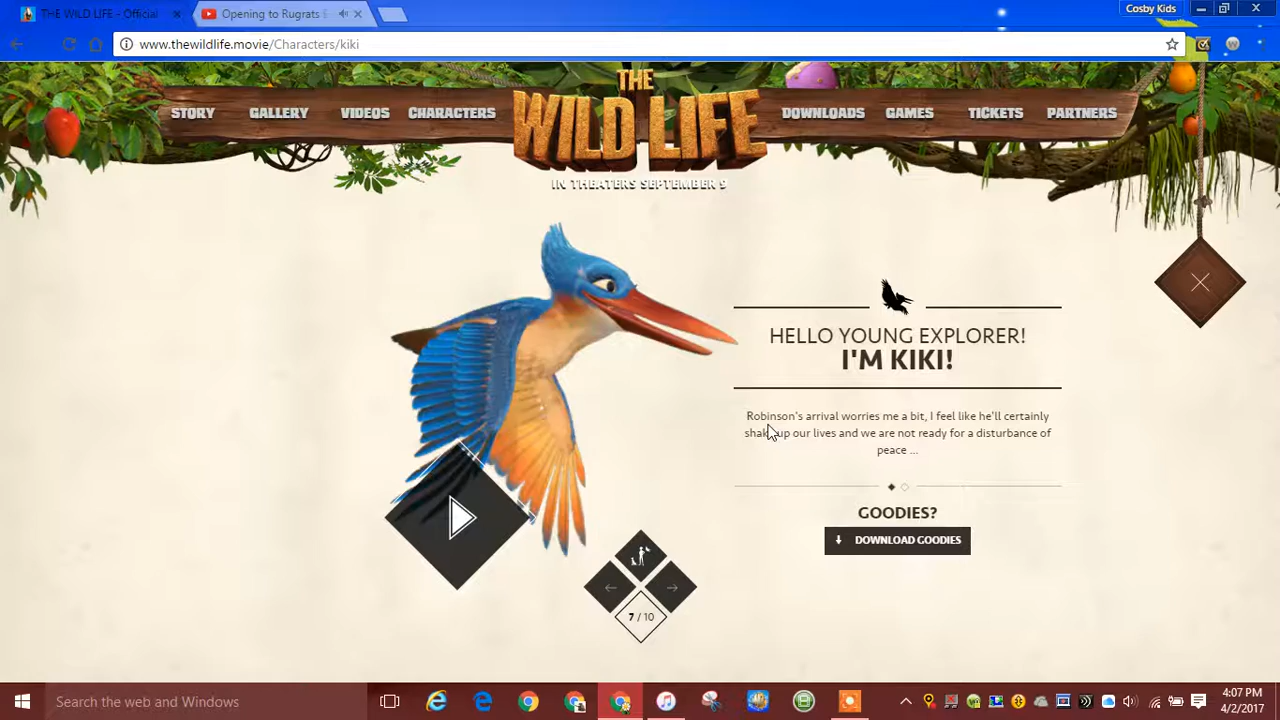 THE WILD LIFE - Official
Opening to Rugrats
Cosby Kids
www.thewildlife.movie/Characters/kiki
STORY
GALLERY
VIDEOS
CHARACTERS
THE
WILD LIFE
IN THEATERS SEPTEMBER 9
DOWNLOADS
GAMES
TICKETS
PARTNERS
HELLO YOUNG EXPLORER!
I'M KIKI!
Robinson's arrival worries me a bit, I feel like he'll certainly
shake up our lives and we are not ready for a disturbance of
peace ...
GOODIES?
DOWNLOAD GOODIES
7 / 10
Search the web and Windows
4:07 PM
4/2/2017